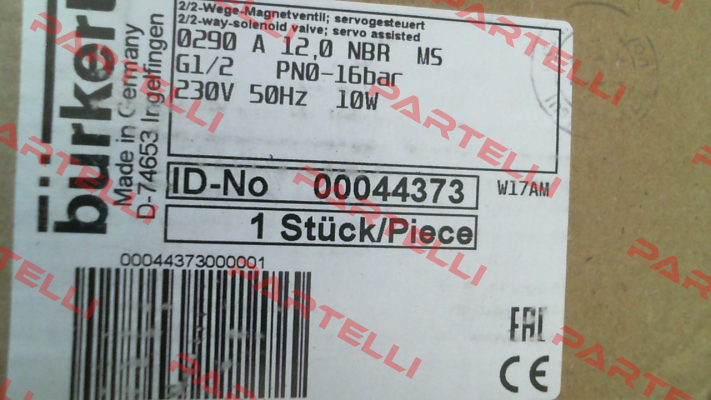 bürkert
Made in Germany
D-74653 Ingelfingen
2/2-Wege-Magnetventil; servogesteuert
2/2-way-solenoid valve; servo assisted
0290 A 12,0 NBR MS
G1/2 PN0-16bar
230V 50Hz 10W
ID-No 00044373
W17AM
1 Stück/Piece
00044373000001
EAC
CE
PARTELLI
PARTELLI
PARTELLI
PARTELLI
PARTELLI
PARTELLI
PARTELLI